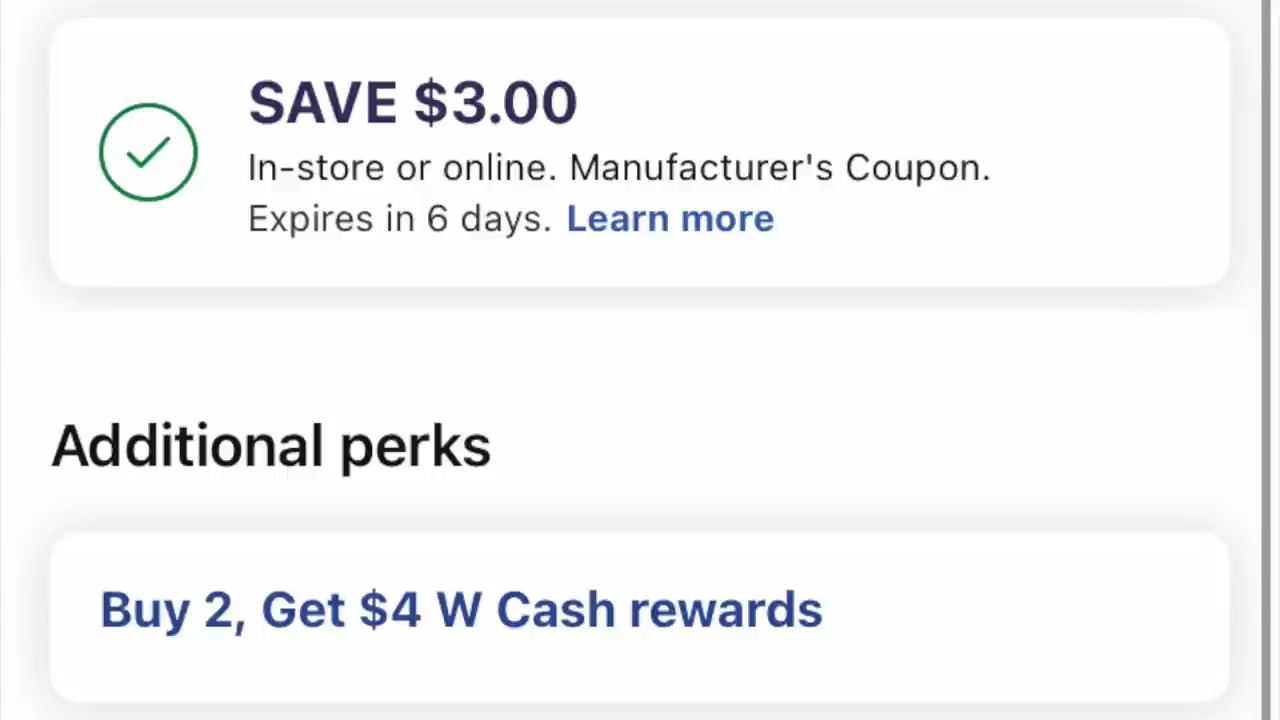 SAVE $3.00
In-store or online. Manufacturer's Coupon.
Expires in 6 days. Learn more
Additional perks
Buy 2, Get $4 W Cash rewards